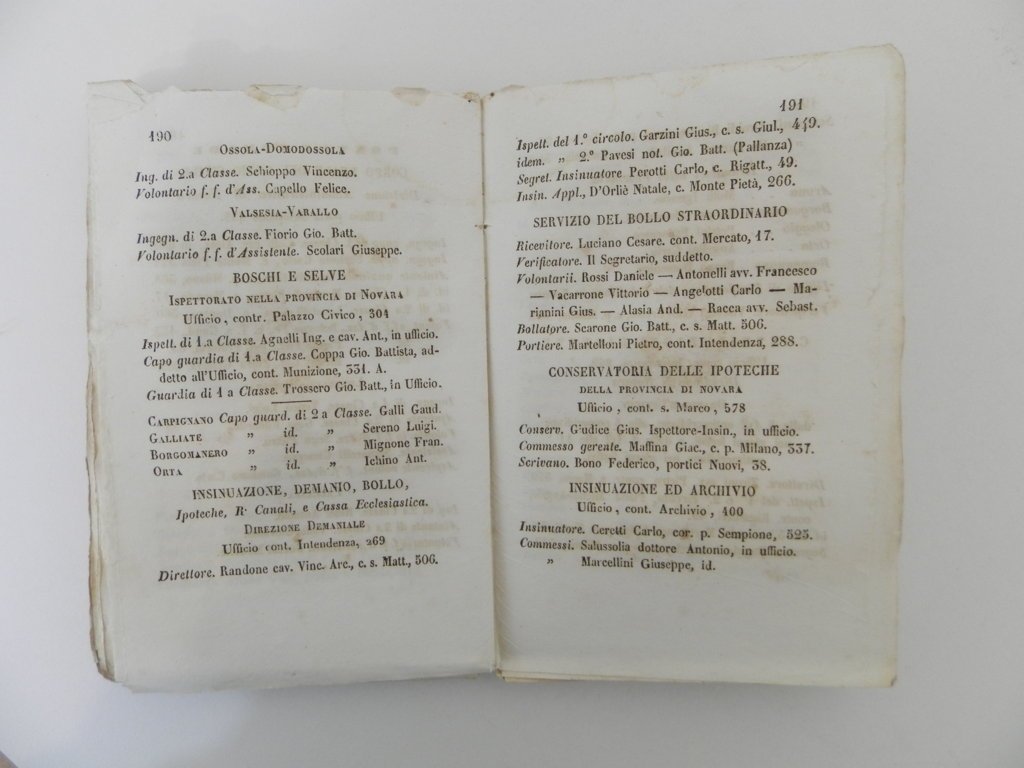 190
OSSOLA-DOMODOSSOLA
Ing. di 2.a Classe. Schioppo Vincenzo.
Volontario f. f. d'Ass. Capello Felice.
VALSESIA-VARALLO
Ingegn. di 2.a Classe. Fiorio Gio. Batt.
Volontario f. f. d'Assistente. Scolari Giuseppe.
BOSCHI E SELVE
ISPETTORATO NELLA PROVINCIA DI NOVARA
Ufficio, contr. Palazzo Civico, 301
Ispett. di 1.a Classe. Agnelli Ing. e cav. Ant., in ufficio.
Capo guardia di 1.a Classe. Coppa Gio. Battista, ad-
detto all'Ufficio, cont. Munizione, 331. A.
Guardia di 1 a Classe. Trossero Gio. Batt., in Ufficio.
CARPIGNANO Capo guard. di 2 a Classe. Galli Gaud.
GALLIATE " id. " Sereno Luigi.
BORGOMANERO " id. " Mignone Fran.
ORTA " id. " Ichino Ant.
INSINUAZIONE, DEMANIO, BOLLO,
Ipoteche, R. Canali, e Cassa Ecclesiastica.
DIREZIONE DEMANIALE
Ufficio cont. Intendenza, 269
Direttore. Randone cav. Vinc. Arc., c. s. Matt., 506.
191
Ispett. del 1.º circolo. Garzini Gius., c. s. Giul., 449.
idem. " 2.º Pavesi not. Gio. Batt. (Pallanza)
Segret. Insinuatore Perotti Carlo, c. Rigatt., 49.
Insin. Appl., D'Orliè Natale, c. Monte Pietà, 266.
SERVIZIO DEL BOLLO STRAORDINARIO
Ricevitore. Luciano Cesare. cont. Mercato, 17.
Verificatore. Il Segretario, suddetto.
Volontarii. Rossi Daniele — Antonelli avv. Francesco
— Vacarrone Vittorio — Angelotti Carlo — Ma-
rianini Gius. — Alasia And. — Racca avv. Sebast.
Bollatore. Scarone Gio. Batt., c. s. Matt. 506.
Portiere. Martelloni Pietro, cont. Intendenza, 288.
CONSERVATORIA DELLE IPOTECHE
DELLA PROVINCIA DI NOVARA
Ufficio, cont. s. Marco, 578
Conserv. Giudice Gius. Ispettore-Insin., in ufficio.
Commesso gerente. Maffina Giac., c. p. Milano, 337.
Scrivano. Bono Federico, portici Nuovi, 38.
INSINUAZIONE ED ARCHIVIO
Ufficio, cont. Archivio, 400
Insinuatore. Ceretti Carlo, cor. p. Sempione, 525.
Commessi. Salussolia dottore Antonio, in ufficio.
" Marcellini Giuseppe, id.